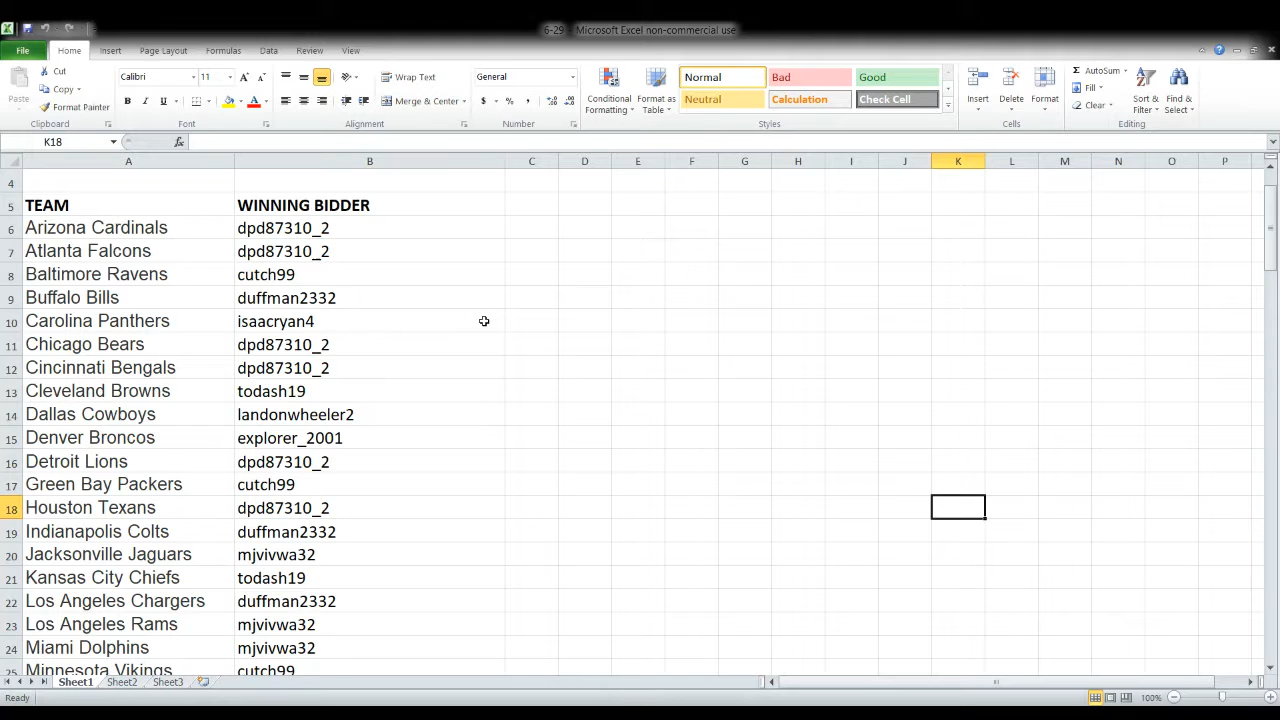 6-29 - Microsoft Excel non-commercial use
File Home Insert Page Layout Formulas Data Review View
Cut
Copy
Format Painter
Paste
Clipboard
Calibri 11
B I U
Font
Wrap Text
Merge & Center
Alignment
General
$ % ,
Number
Conditional Formatting
Format as Table
Normal Bad Good
Neutral Calculation Check Cell
Styles
Insert Delete Format
Cells
AutoSum
Fill
Clear
Sort & Filter
Find & Select
Editing
K18 fx
A B C D E F G H I J K L M N O P
4
5 TEAM WINNING BIDDER
6 Arizona Cardinals dpd87310_2
7 Atlanta Falcons dpd87310_2
8 Baltimore Ravens cutch99
9 Buffalo Bills duffman2332
10 Carolina Panthers isaacryan4
11 Chicago Bears dpd87310_2
12 Cincinnati Bengals dpd87310_2
13 Cleveland Browns todash19
14 Dallas Cowboys landonwheeler2
15 Denver Broncos explorer_2001
16 Detroit Lions dpd87310_2
17 Green Bay Packers cutch99
18 Houston Texans dpd87310_2
19 Indianapolis Colts duffman2332
20 Jacksonville Jaguars mjvivwa32
21 Kansas City Chiefs todash19
22 Los Angeles Chargers duffman2332
23 Los Angeles Rams mjvivwa32
24 Miami Dolphins mjvivwa32
25 Minnesota Vikings cutch99
Sheet1 Sheet2 Sheet3
Ready 100%